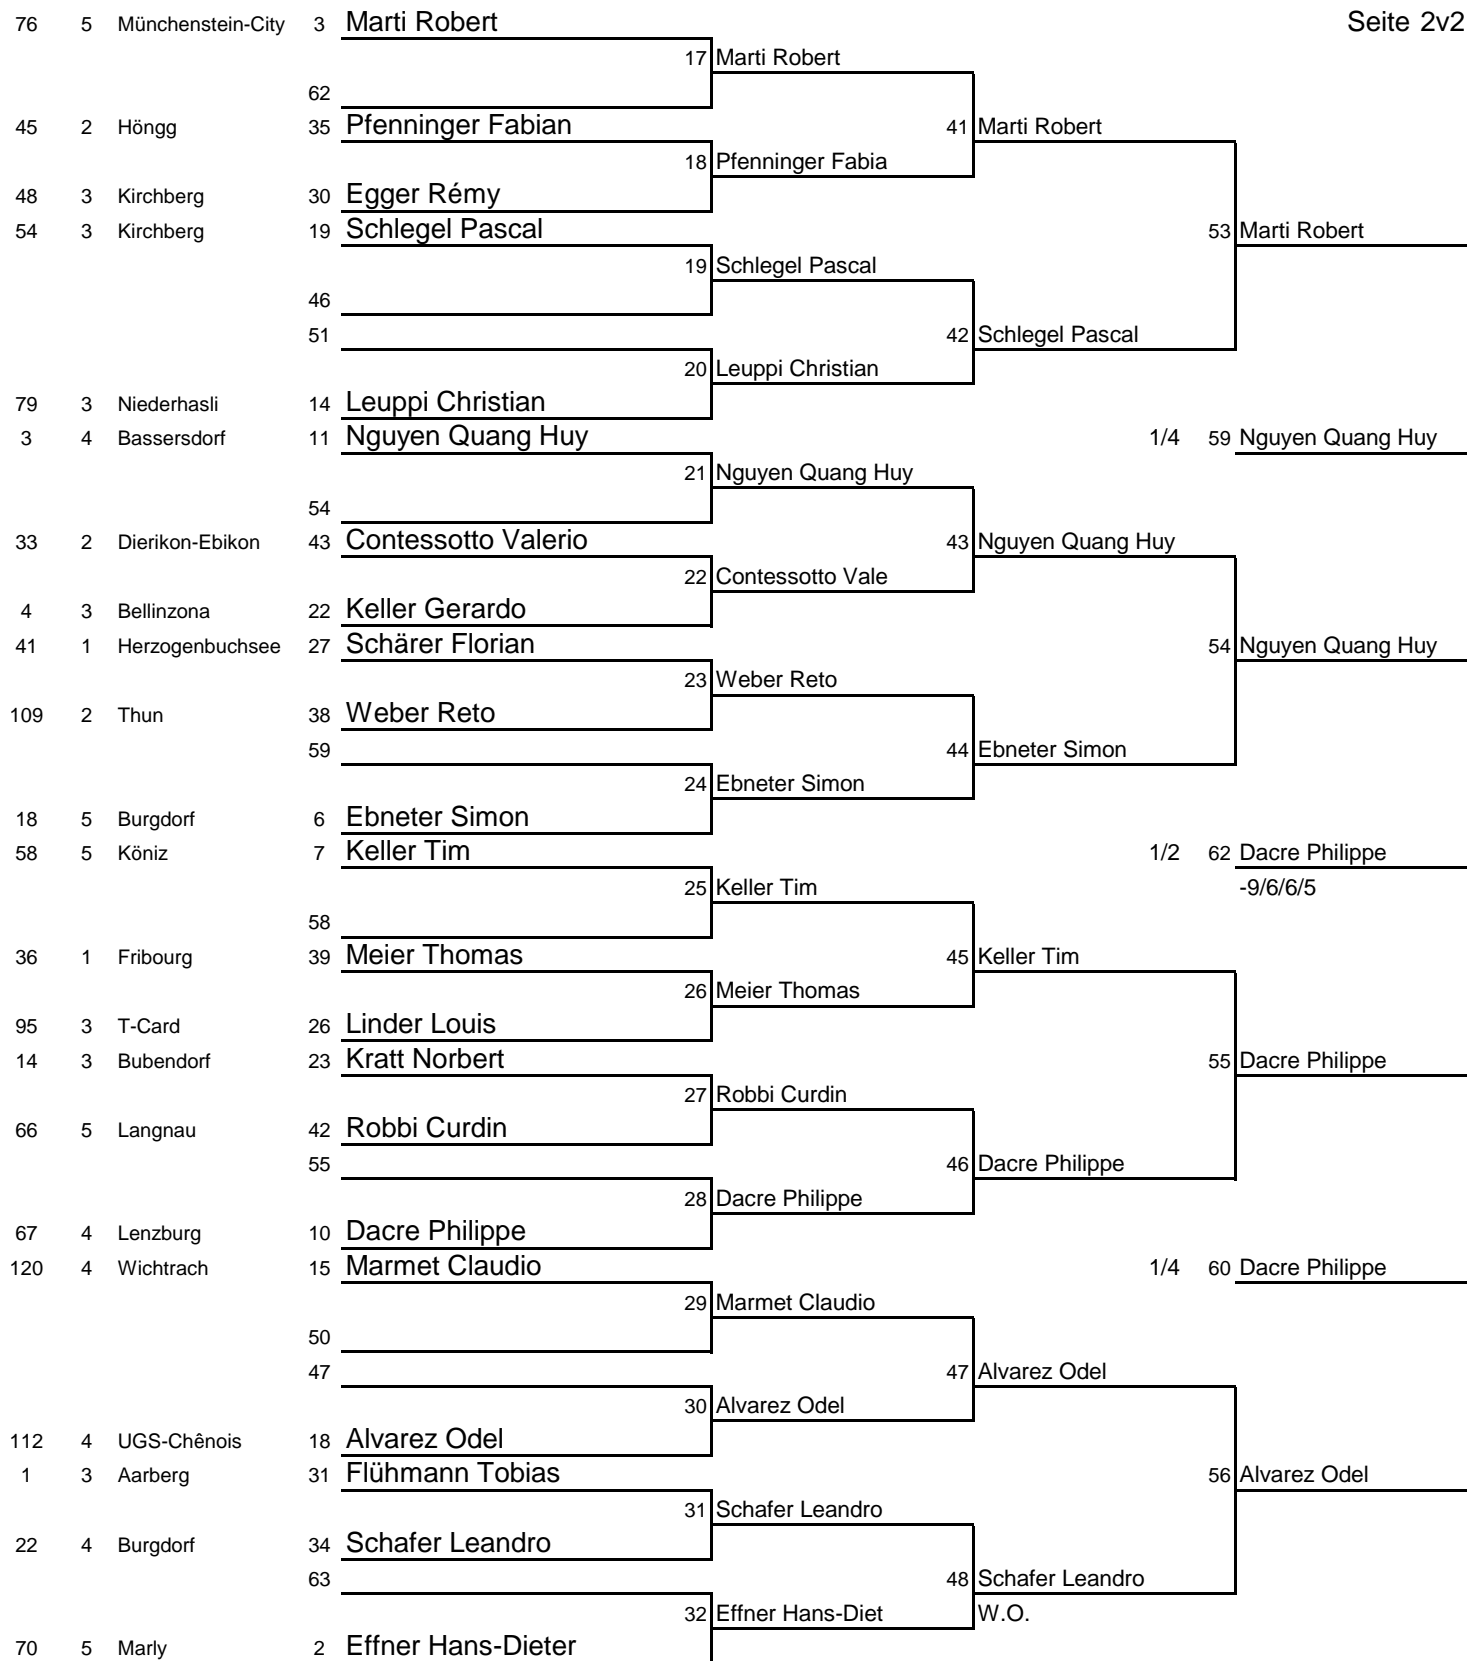 76 5 Münchenstein-City 3 Marti Robert Seite 2v2
17 Marti Robert
62
45 2 Höngg 35 Pfenninger Fabian 41 Marti Robert
18 Pfenninger Fabia
48 3 Kirchberg 30 Egger Rémy
54 3 Kirchberg 19 Schlegel Pascal 53 Marti Robert
19 Schlegel Pascal
46
51 42 Schlegel Pascal
20 Leuppi Christian
79 3 Niederhasli 14 Leuppi Christian
3 4 Bassersdorf 11 Nguyen Quang Huy 1/4 59 Nguyen Quang Huy
21 Nguyen Quang Huy
54
33 2 Dierikon-Ebikon 43 Contessotto Valerio 43 Nguyen Quang Huy
22 Contessotto Vale
4 3 Bellinzona 22 Keller Gerardo
41 1 Herzogenbuchsee 27 Schärer Florian 54 Nguyen Quang Huy
23 Weber Reto
109 2 Thun 38 Weber Reto
59 44 Ebneter Simon
24 Ebneter Simon
18 5 Burgdorf 6 Ebneter Simon
58 5 Köniz 7 Keller Tim 1/2 62 Dacre Philippe
25 Keller Tim -9/6/6/5
58
36 1 Fribourg 39 Meier Thomas 45 Keller Tim
26 Meier Thomas
95 3 T-Card 26 Linder Louis
14 3 Bubendorf 23 Kratt Norbert 55 Dacre Philippe
27 Robbi Curdin
66 5 Langnau 42 Robbi Curdin
55 46 Dacre Philippe
28 Dacre Philippe
67 4 Lenzburg 10 Dacre Philippe
120 4 Wichtrach 15 Marmet Claudio 1/4 60 Dacre Philippe
29 Marmet Claudio
50
47 47 Alvarez Odel
30 Alvarez Odel
112 4 UGS-Chênois 18 Alvarez Odel
1 3 Aarberg 31 Flühmann Tobias 56 Alvarez Odel
31 Schafer Leandro
22 4 Burgdorf 34 Schafer Leandro
63 48 Schafer Leandro
32 Effner Hans-Diet W.O.
70 5 Marly 2 Effner Hans-Dieter